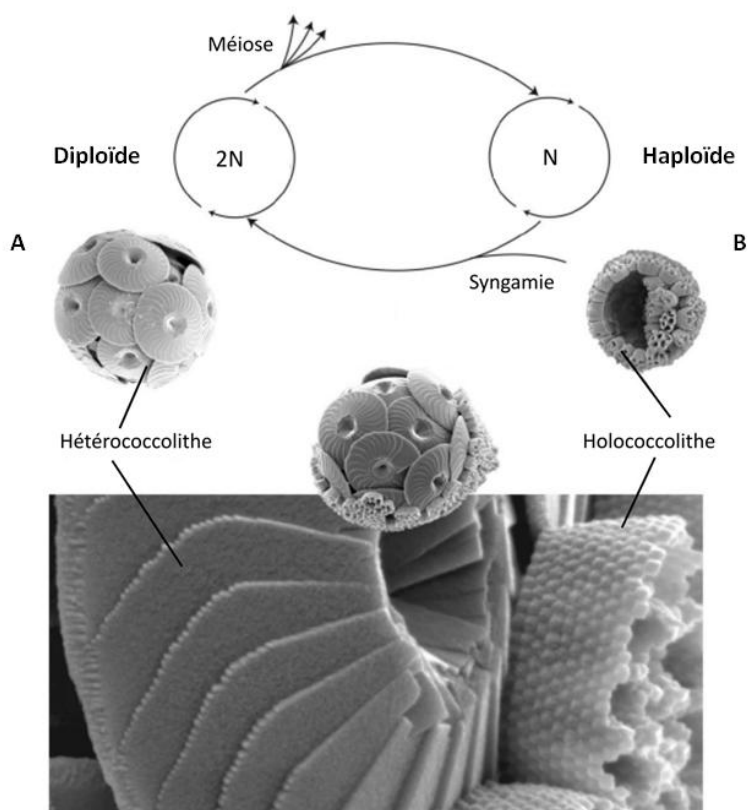 Méiose
Diploïde
2N
N
Haploïde
A
B
Syngamie
Hétérococcolithe
Holococcolithe